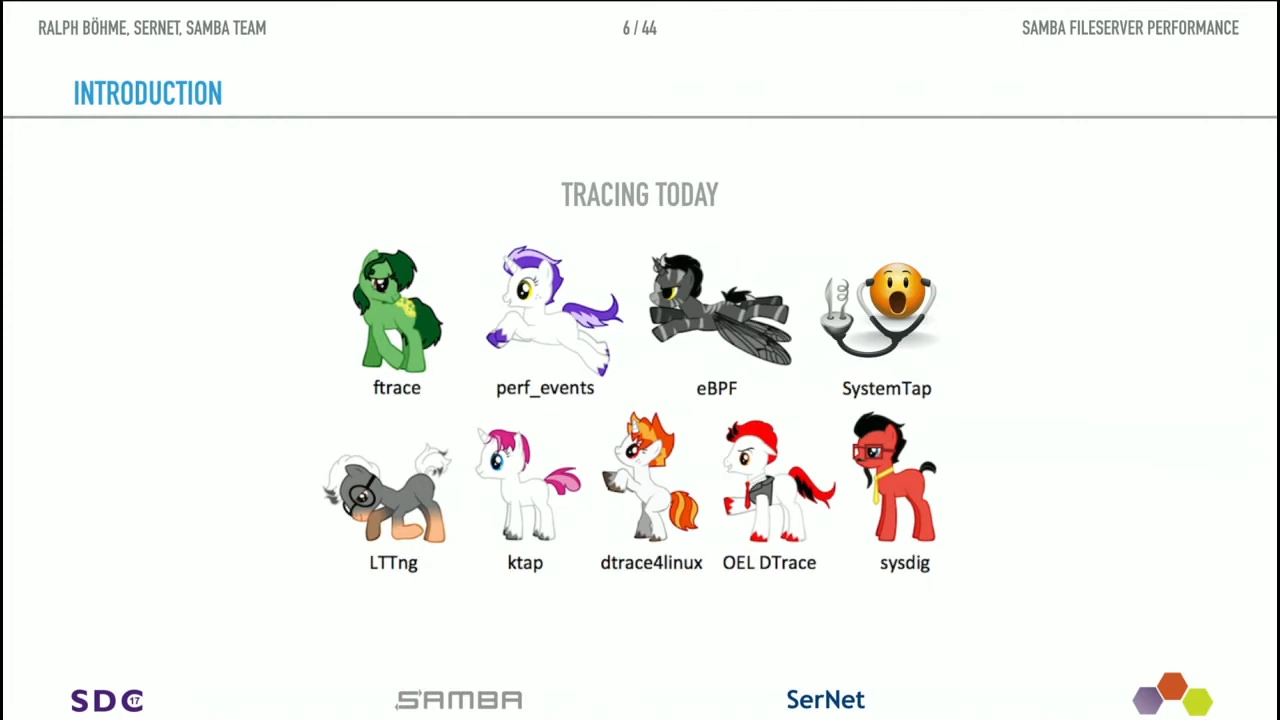 RALPH BÖHME, SERNET, SAMBA TEAM
6 / 44
SAMBA FILESERVER PERFORMANCE
INTRODUCTION
TRACING TODAY
ftrace
perf_events
eBPF
SystemTap
LTTng
ktap
dtrace4linux
OEL DTrace
sysdig
SDC 17
SAMBA
SerNet